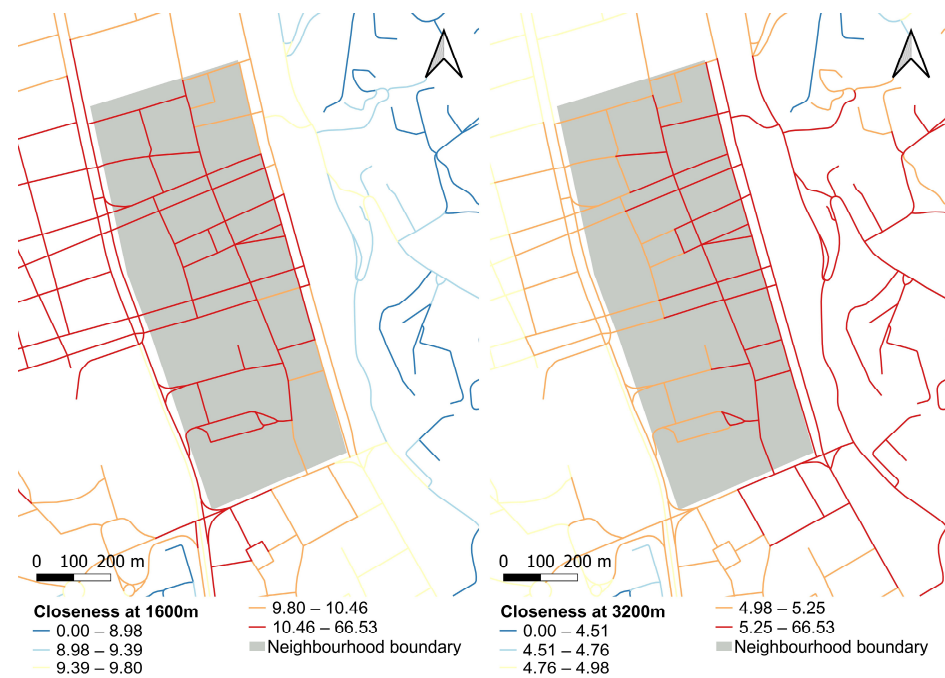 0 100 200 m
Closeness at 1600m
0.00 – 8.98
8.98 – 9.39
9.39 – 9.80
9.80 – 10.46
10.46 – 66.53
Neighbourhood boundary
0 100 200 m
Closeness at 3200m
0.00 – 4.51
4.51 – 4.76
4.76 – 4.98
4.98 – 5.25
5.25 – 66.53
Neighbourhood boundary